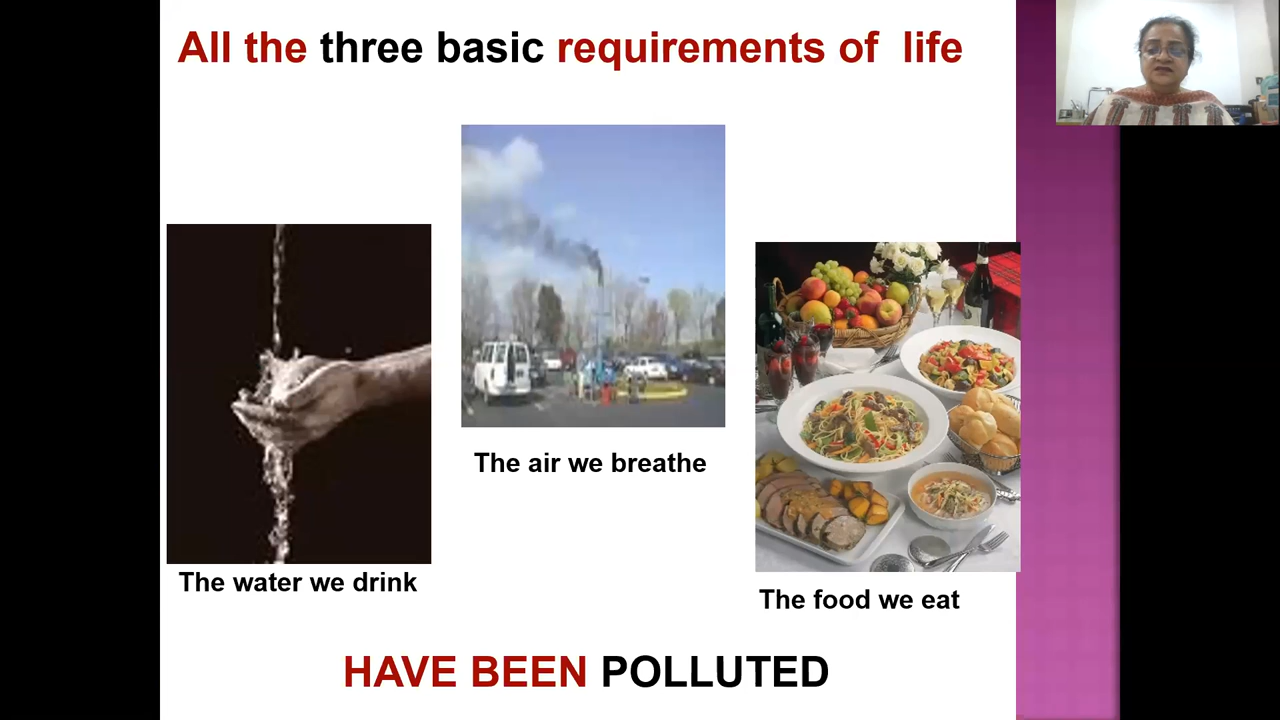 All the three basic requirements of life
The air we breathe
The water we drink
The food we eat
HAVE BEEN POLLUTED